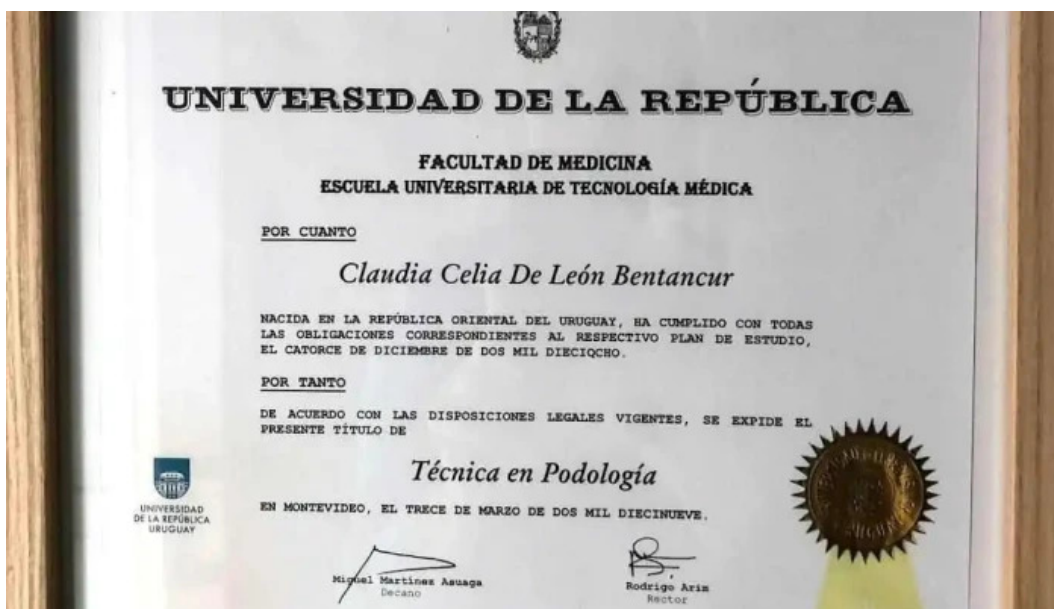 UNIVERSIDAD DE LA REPÚBLICA
FACULTAD DE MEDICINA
ESCUELA UNIVERSITARIA DE TECNOLOGÍA MÉDICA
POR CUANTO
Claudia Celia De León Bentancur
NACIDA EN LA REPÚBLICA ORIENTAL DEL URUGUAY, HA CUMPLIDO CON TODAS
LAS OBLIGACIONES CORRESPONDIENTES AL RESPECTIVO PLAN DE ESTUDIO,
EL CATORCE DE DICIEMBRE DE DOS MIL DIECIOCHO.
POR TANTO
DE ACUERDO CON LAS DISPOSICIONES LEGALES VIGENTES, SE EXPIDE EL
PRESENTE TÍTULO DE
Técnica en Podología
EN MONTEVIDEO, EL TRECE DE MARZO DE DOS MIL DIECINUEVE.
UNIVERSIDAD
DE LA REPÚBLICA
URUGUAY
Miguel Martínez Asuaga
Decano
Rodrigo Arim
Rector